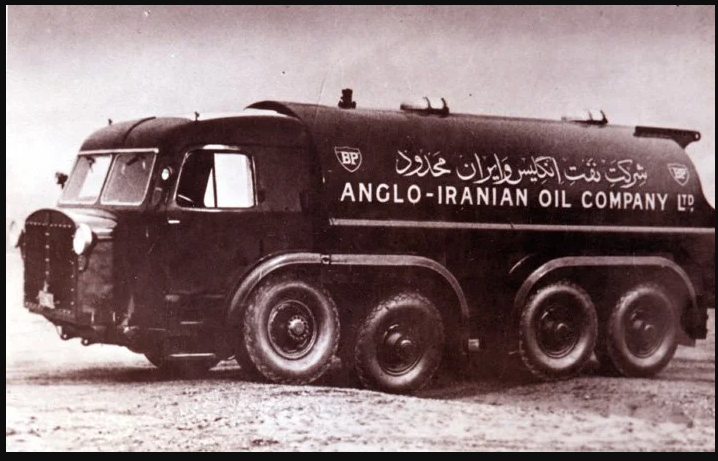 BP
شرکت نفت انگلیس و ایران محدود
BP
ANGLO-IRANIAN OIL COMPANY LTD.